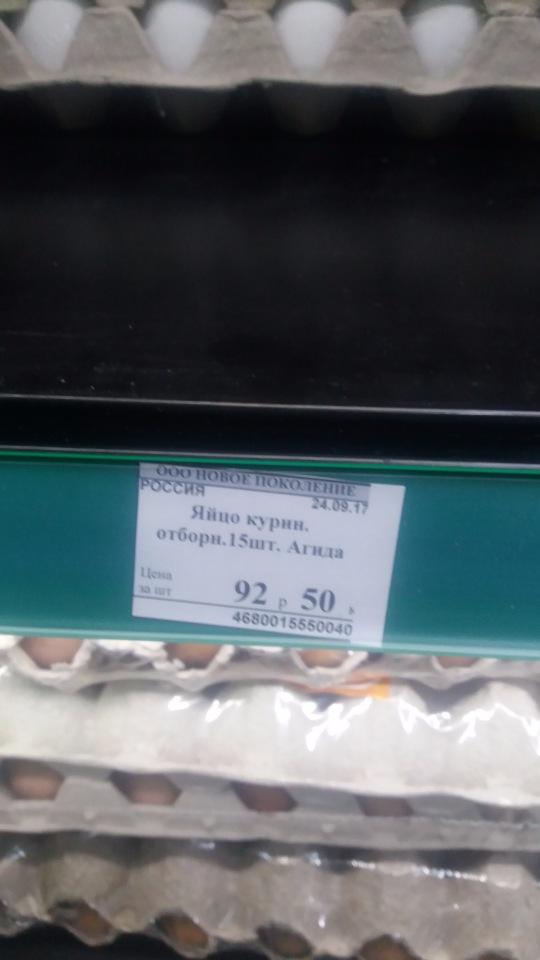 ООО НОВОЕ ПОКОЛЕНИЕ
РОССИЯ
24.09.17
Яйцо курин.
отборн.15шт. Агида
Цена
за шт
92 р 50 к
4680015550040